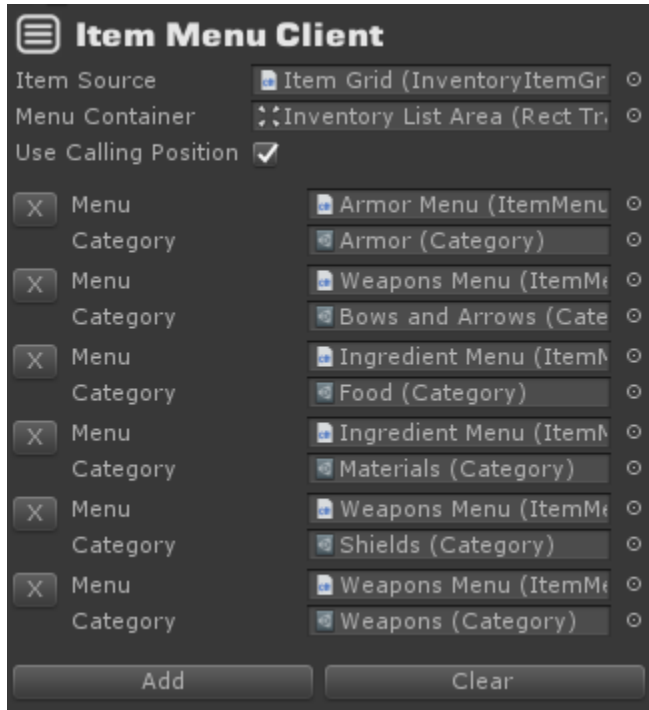 Item Menu Client
Item Source Item Grid (InventoryItemGr
Menu Container Inventory List Area (Rect Tra
Use Calling Position
X Menu Armor Menu (ItemMenu
Category Armor (Category)
X Menu Weapons Menu (ItemMe
Category Bows and Arrows (Cate
X Menu Ingredient Menu (ItemM
Category Food (Category)
X Menu Ingredient Menu (ItemM
Category Materials (Category)
X Menu Weapons Menu (ItemMe
Category Shields (Category)
X Menu Weapons Menu (ItemMe
Category Weapons (Category)
Add Clear